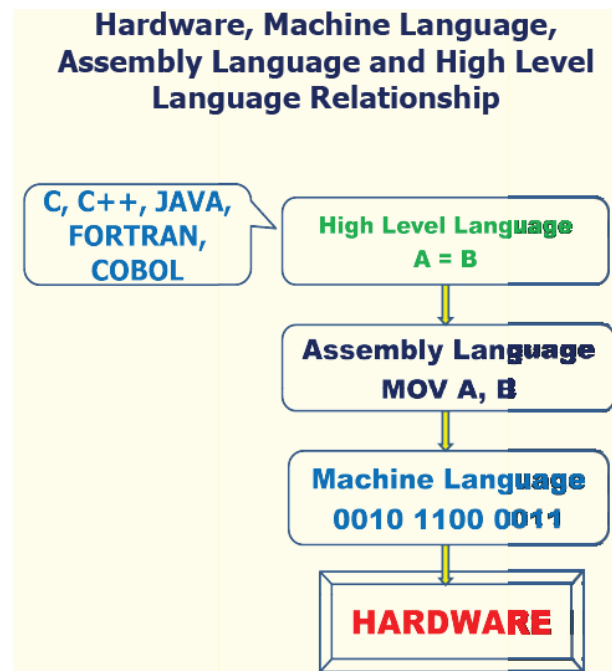 Hardware, Machine Language,
Assembly Language and High Level
Language Relationship
C, C++, JAVA,
FORTRAN,
COBOL
High Level Language
A = B
Assembly Language
MOV A, B
Machine Language
0010 1100 0011
HARDWARE